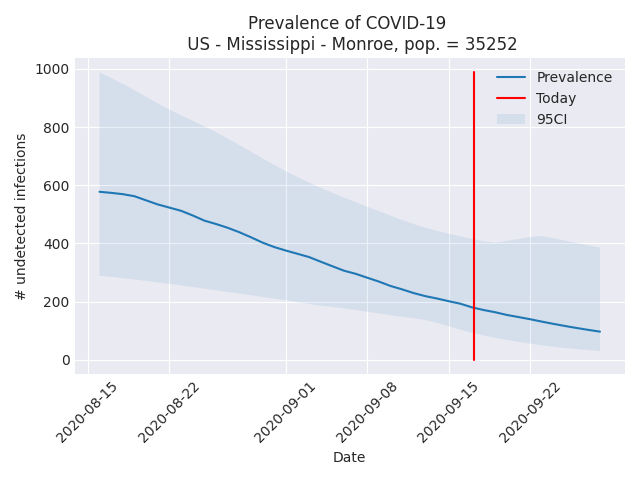 Prevalence of COVID-19
US - Mississippi - Monroe, pop. = 35252
1000
800
600
400
200
0
# undetected infections
Prevalence
Today
95CI
2020-08-15
2020-08-22
2020-09-01
2020-09-08
2020-09-15
2020-09-22
Date